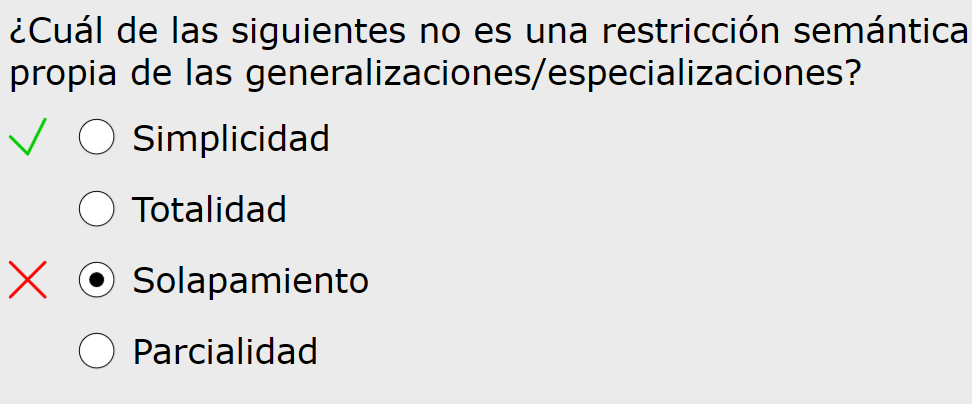 ¿Cuál de las siguientes no es una restricción semántica
propia de las generalizaciones/especializaciones?
Simplicidad
Totalidad
Solapamiento
Parcialidad